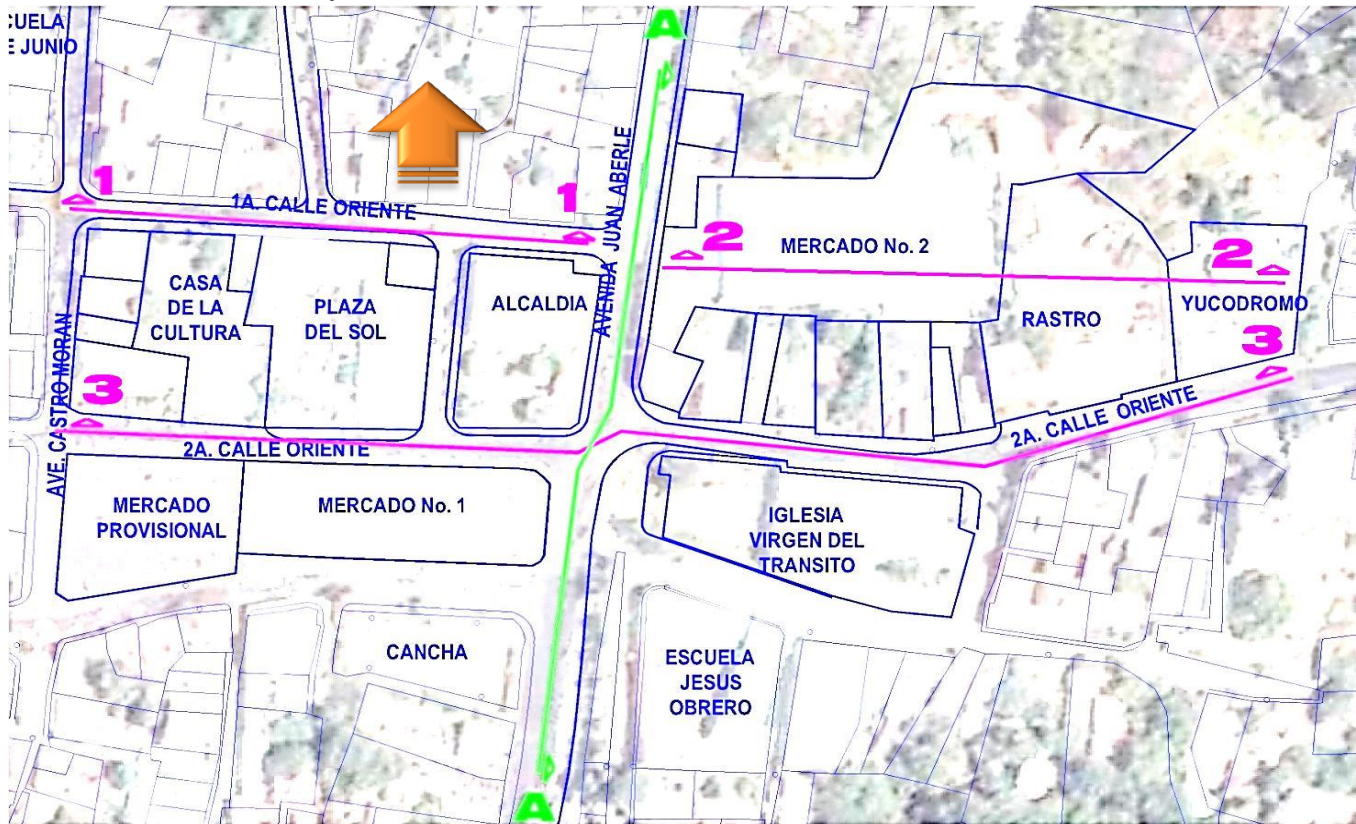 CUELA
E JUNIO
A
1
1A. CALLE ORIENTE
1
AVENIDA JUAN ABERLE
2
MERCADO No. 2
2
CASA
DE LA
CULTURA
PLAZA
DEL SOL
ALCALDIA
RASTRO
YUCODROMO
3
3
AVE. CASTRO MORAN
2A. CALLE ORIENTE
2A. CALLE ORIENTE
MERCADO
PROVISIONAL
MERCADO No. 1
IGLESIA
VIRGEN DEL
TRANSITO
CANCHA
ESCUELA
JESUS
OBRERO
A